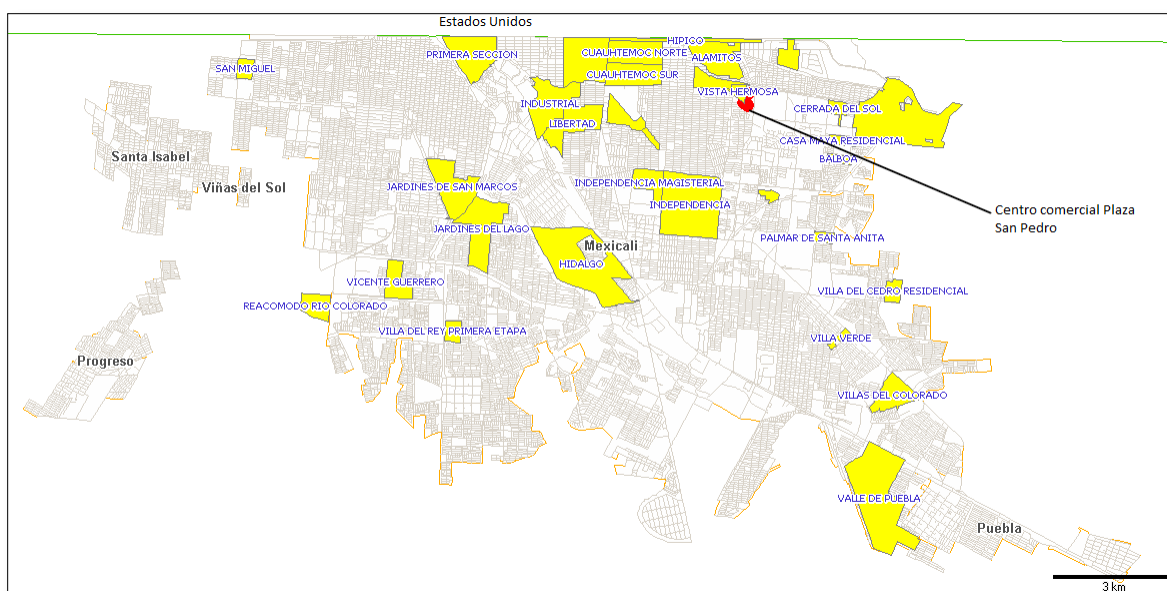 Estados Unidos
HIPICO
PRIMERA SECCION
CUAUHTEMOC NORTE
ALAMITOS
SAN MIGUEL
CUAUHTEMOC SUR
VISTA HERMOSA
INDUSTRIAL
CERRADA DEL SOL
LIBERTAD
CASA MAYA RESIDENCIAL
Santa Isabel
BALBOA
Viñas del Sol
JARDINES DE SAN MARCOS
INDEPENDENCIA MAGISTERIAL
INDEPENDENCIA
Centro comercial Plaza
San Pedro
JARDINES DEL LAGO
PALMAR DE SANTA ANITA
Mexicali
HIDALGO
VICENTE GUERRERO
VILLA DEL CEDRO RESIDENCIAL
REACOMODO RIO COLORADO
VILLA DEL REY PRIMERA ETAPA
VILLA VERDE
Progreso
VILLAS DEL COLORADO
VALLE DE PUEBLA
Puebla
3 km